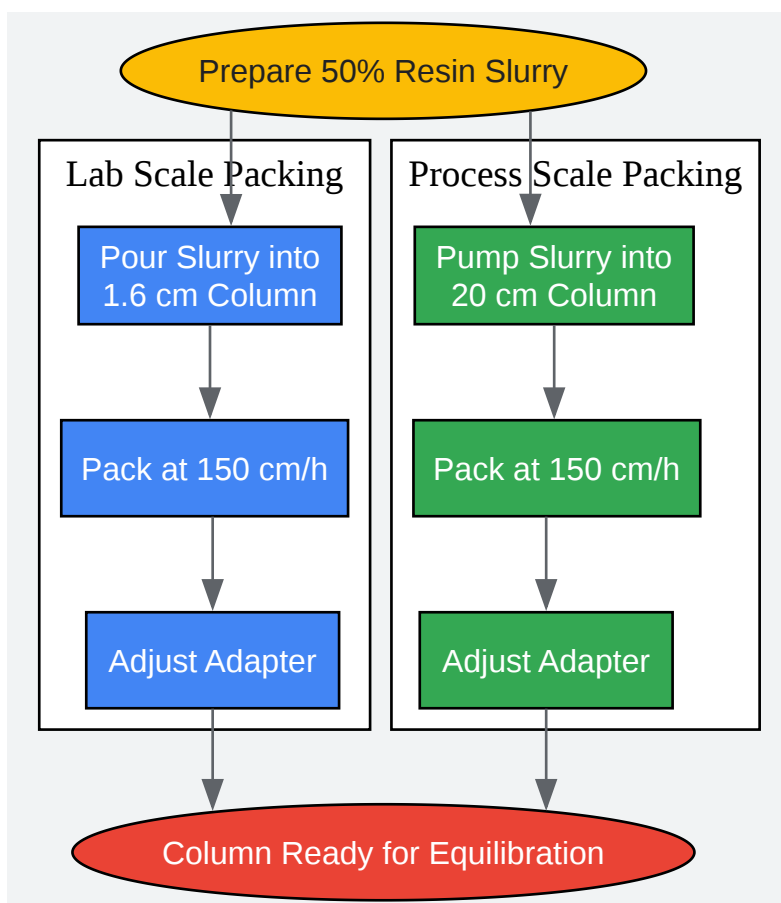 Prepare 50% Resin Slurry
Lab Scale Packing
Pour Slurry into
1.6 cm Column
Pack at 150 cm/h
Adjust Adapter
Process Scale Packing
Pump Slurry into
20 cm Column
Pack at 150 cm/h
Adjust Adapter
Column Ready for Equilibration